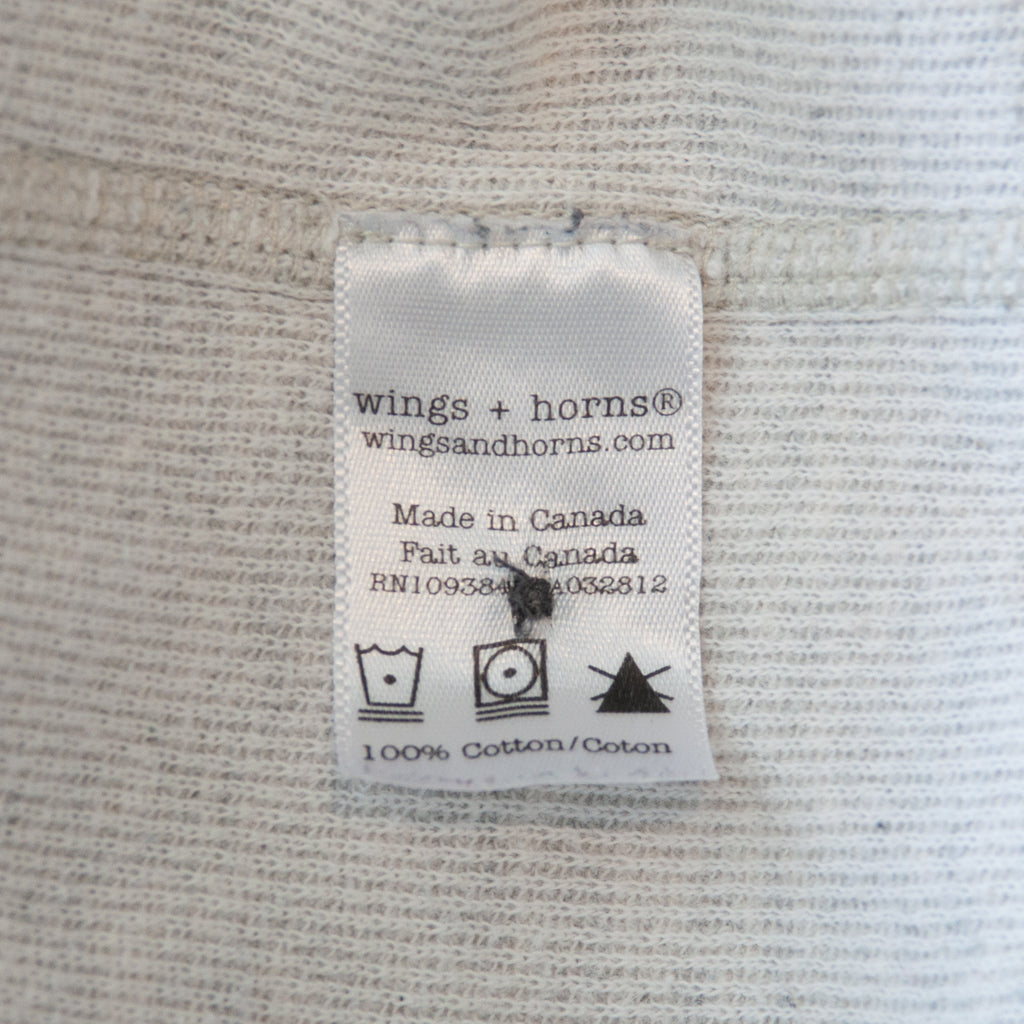 wings + horns®
wingsandhorns.com
Made in Canada
Fait au Canada
RN109384 A032812
100% Cotton/Coton